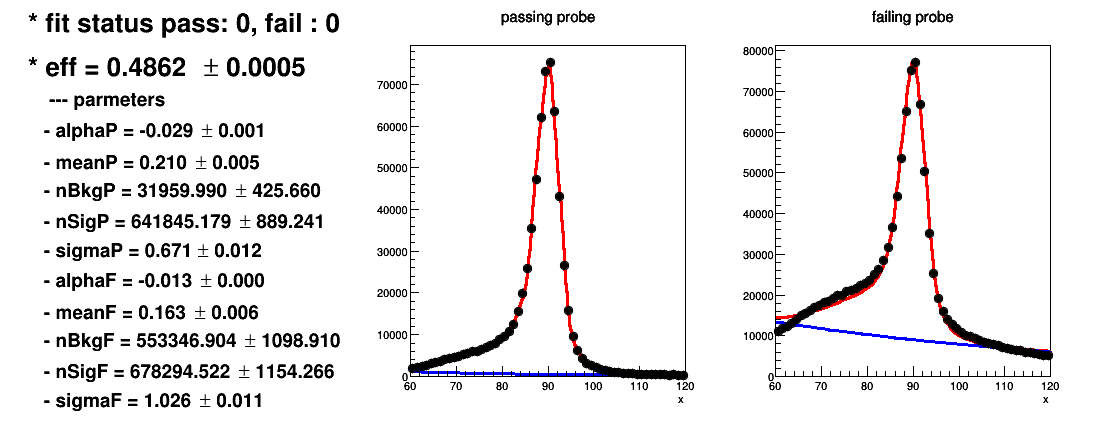 * fit status pass: 0, fail : 0
* eff = 0.4862 ± 0.0005
--- parmeters
- alphaP = -0.029 ± 0.001
- meanP = 0.210 ± 0.005
- nBkgP = 31959.990 ± 425.660
- nSigP = 641845.179 ± 889.241
- sigmaP = 0.671 ± 0.012
- alphaF = -0.013 ± 0.000
- meanF = 0.163 ± 0.006
- nBkgF = 553346.904 ± 1098.910
- nSigF = 678294.522 ± 1154.266
- sigmaF = 1.026 ± 0.011
passing probe
70000
60000
50000
40000
30000
20000
10000
0
60 70 80 90 100 110 120
x
failing probe
80000
70000
60000
50000
40000
30000
20000
10000
0
60 70 80 90 100 110 120
x